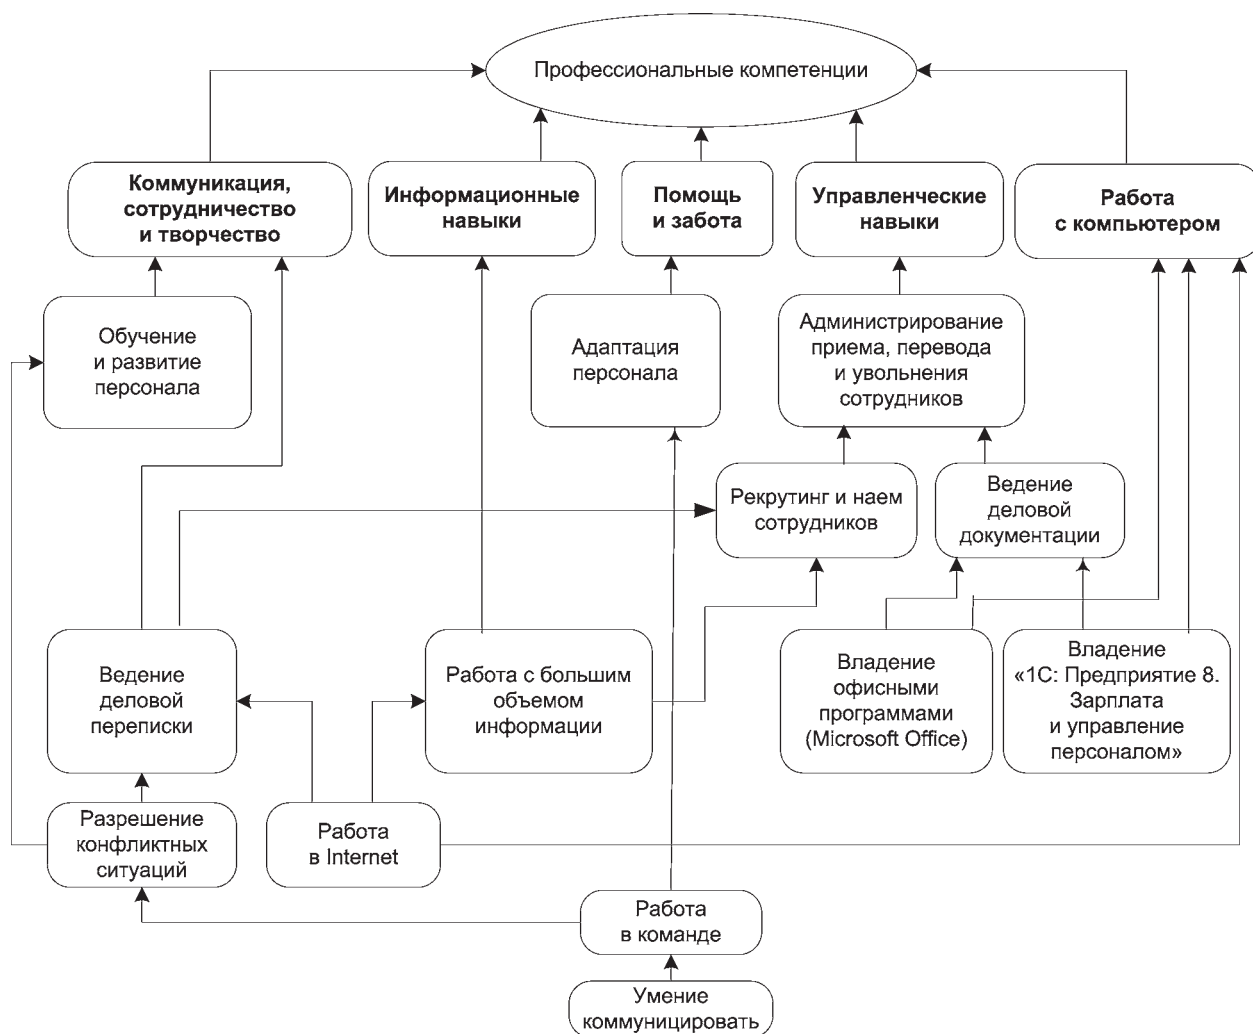 Профессиональные компетенции
Коммуникация,
сотрудничество
и творчество
Информационные
навыки
Помощь
и забота
Управленческие
навыки
Работа
с компьютером
Обучение
и развитие
персонала
Адаптация
персонала
Администрирование
приема, перевода
и увольнения
сотрудников
Рекрутинг и наем
сотрудников
Ведение
деловой
документации
Ведение
деловой
переписки
Работа с большим
объемом
информации
Владение
офисными
программами
(Microsoft Office)
Владение
«1С: Предприятие 8.
Зарплата
и управление
персоналом»
Разрешение
конфликтных
ситуаций
Работа
в Internet
Работа
в команде
Умение
коммуницировать